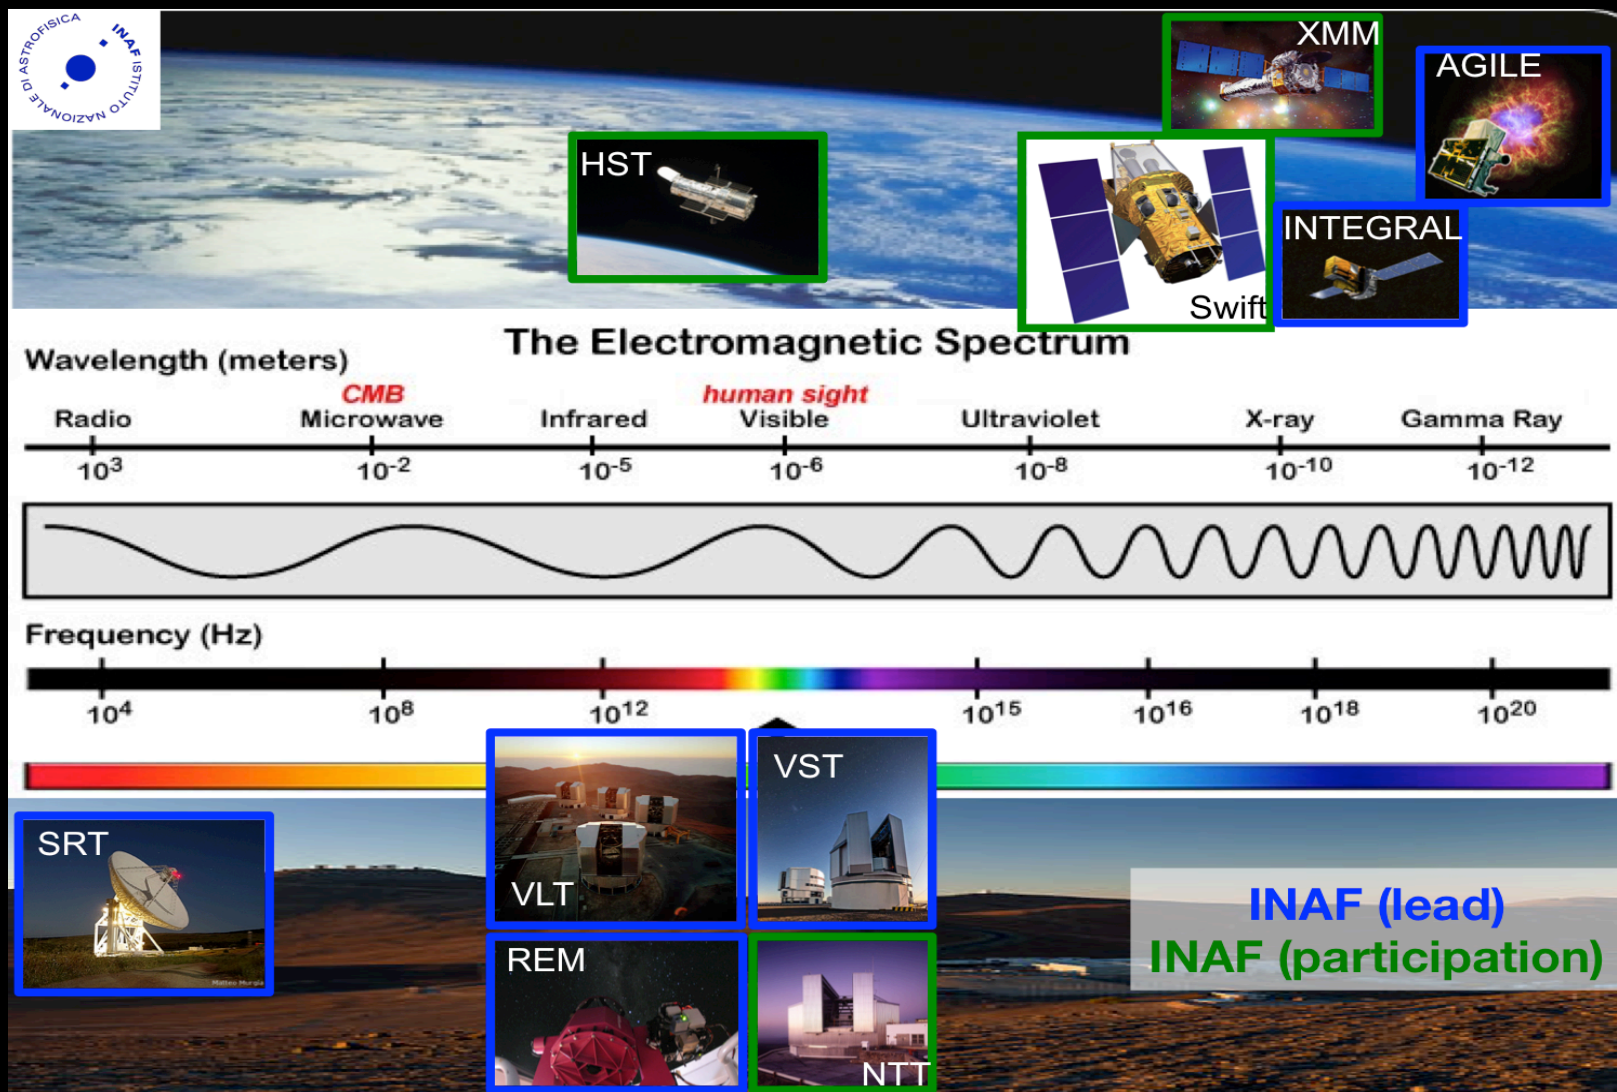 INAF ISTITUTO NAZIONALE DI ASTROFISICA
XMM
AGILE
HST
INTEGRAL
Swift
The Electromagnetic Spectrum
Wavelength (meters)
CMB human sight
Radio Microwave Infrared Visible Ultraviolet X-ray Gamma Ray
10³ 10⁻² 10⁻⁵ 10⁻⁶ 10⁻⁸ 10⁻¹⁰ 10⁻¹²
Frequency (Hz)
10⁴ 10⁸ 10¹² 10¹⁵ 10¹⁶ 10¹⁸ 10²⁰
VST
SRT
VLT
INAF (lead)
INAF (participation)
REM
Matteo Murgia
NTT